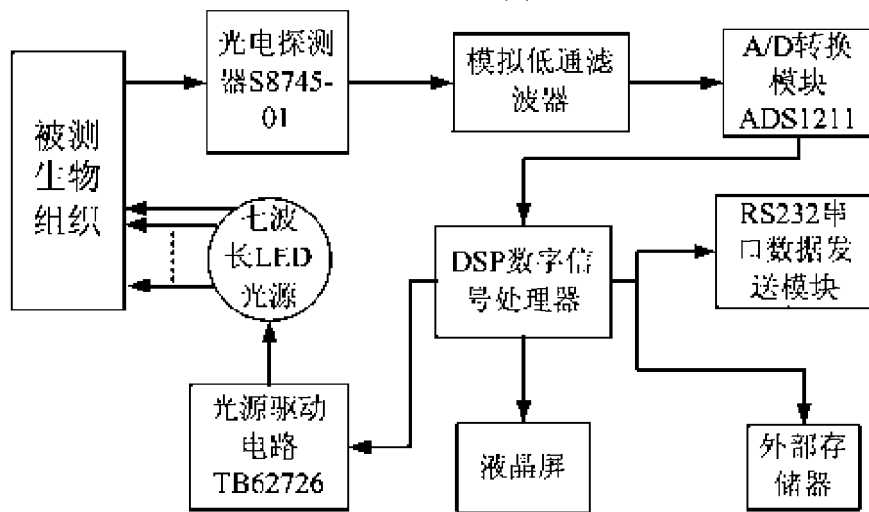 光电探测
器S8745-
01
模拟低通滤
波器
A/D转换
模块
ADS1211
被测
生物
组织
七波
长LED
光源
DSP数字信
号处理器
RS232串
口数据发
送模块
光源驱动
电路
TB62726
液晶屏
外部存
储器